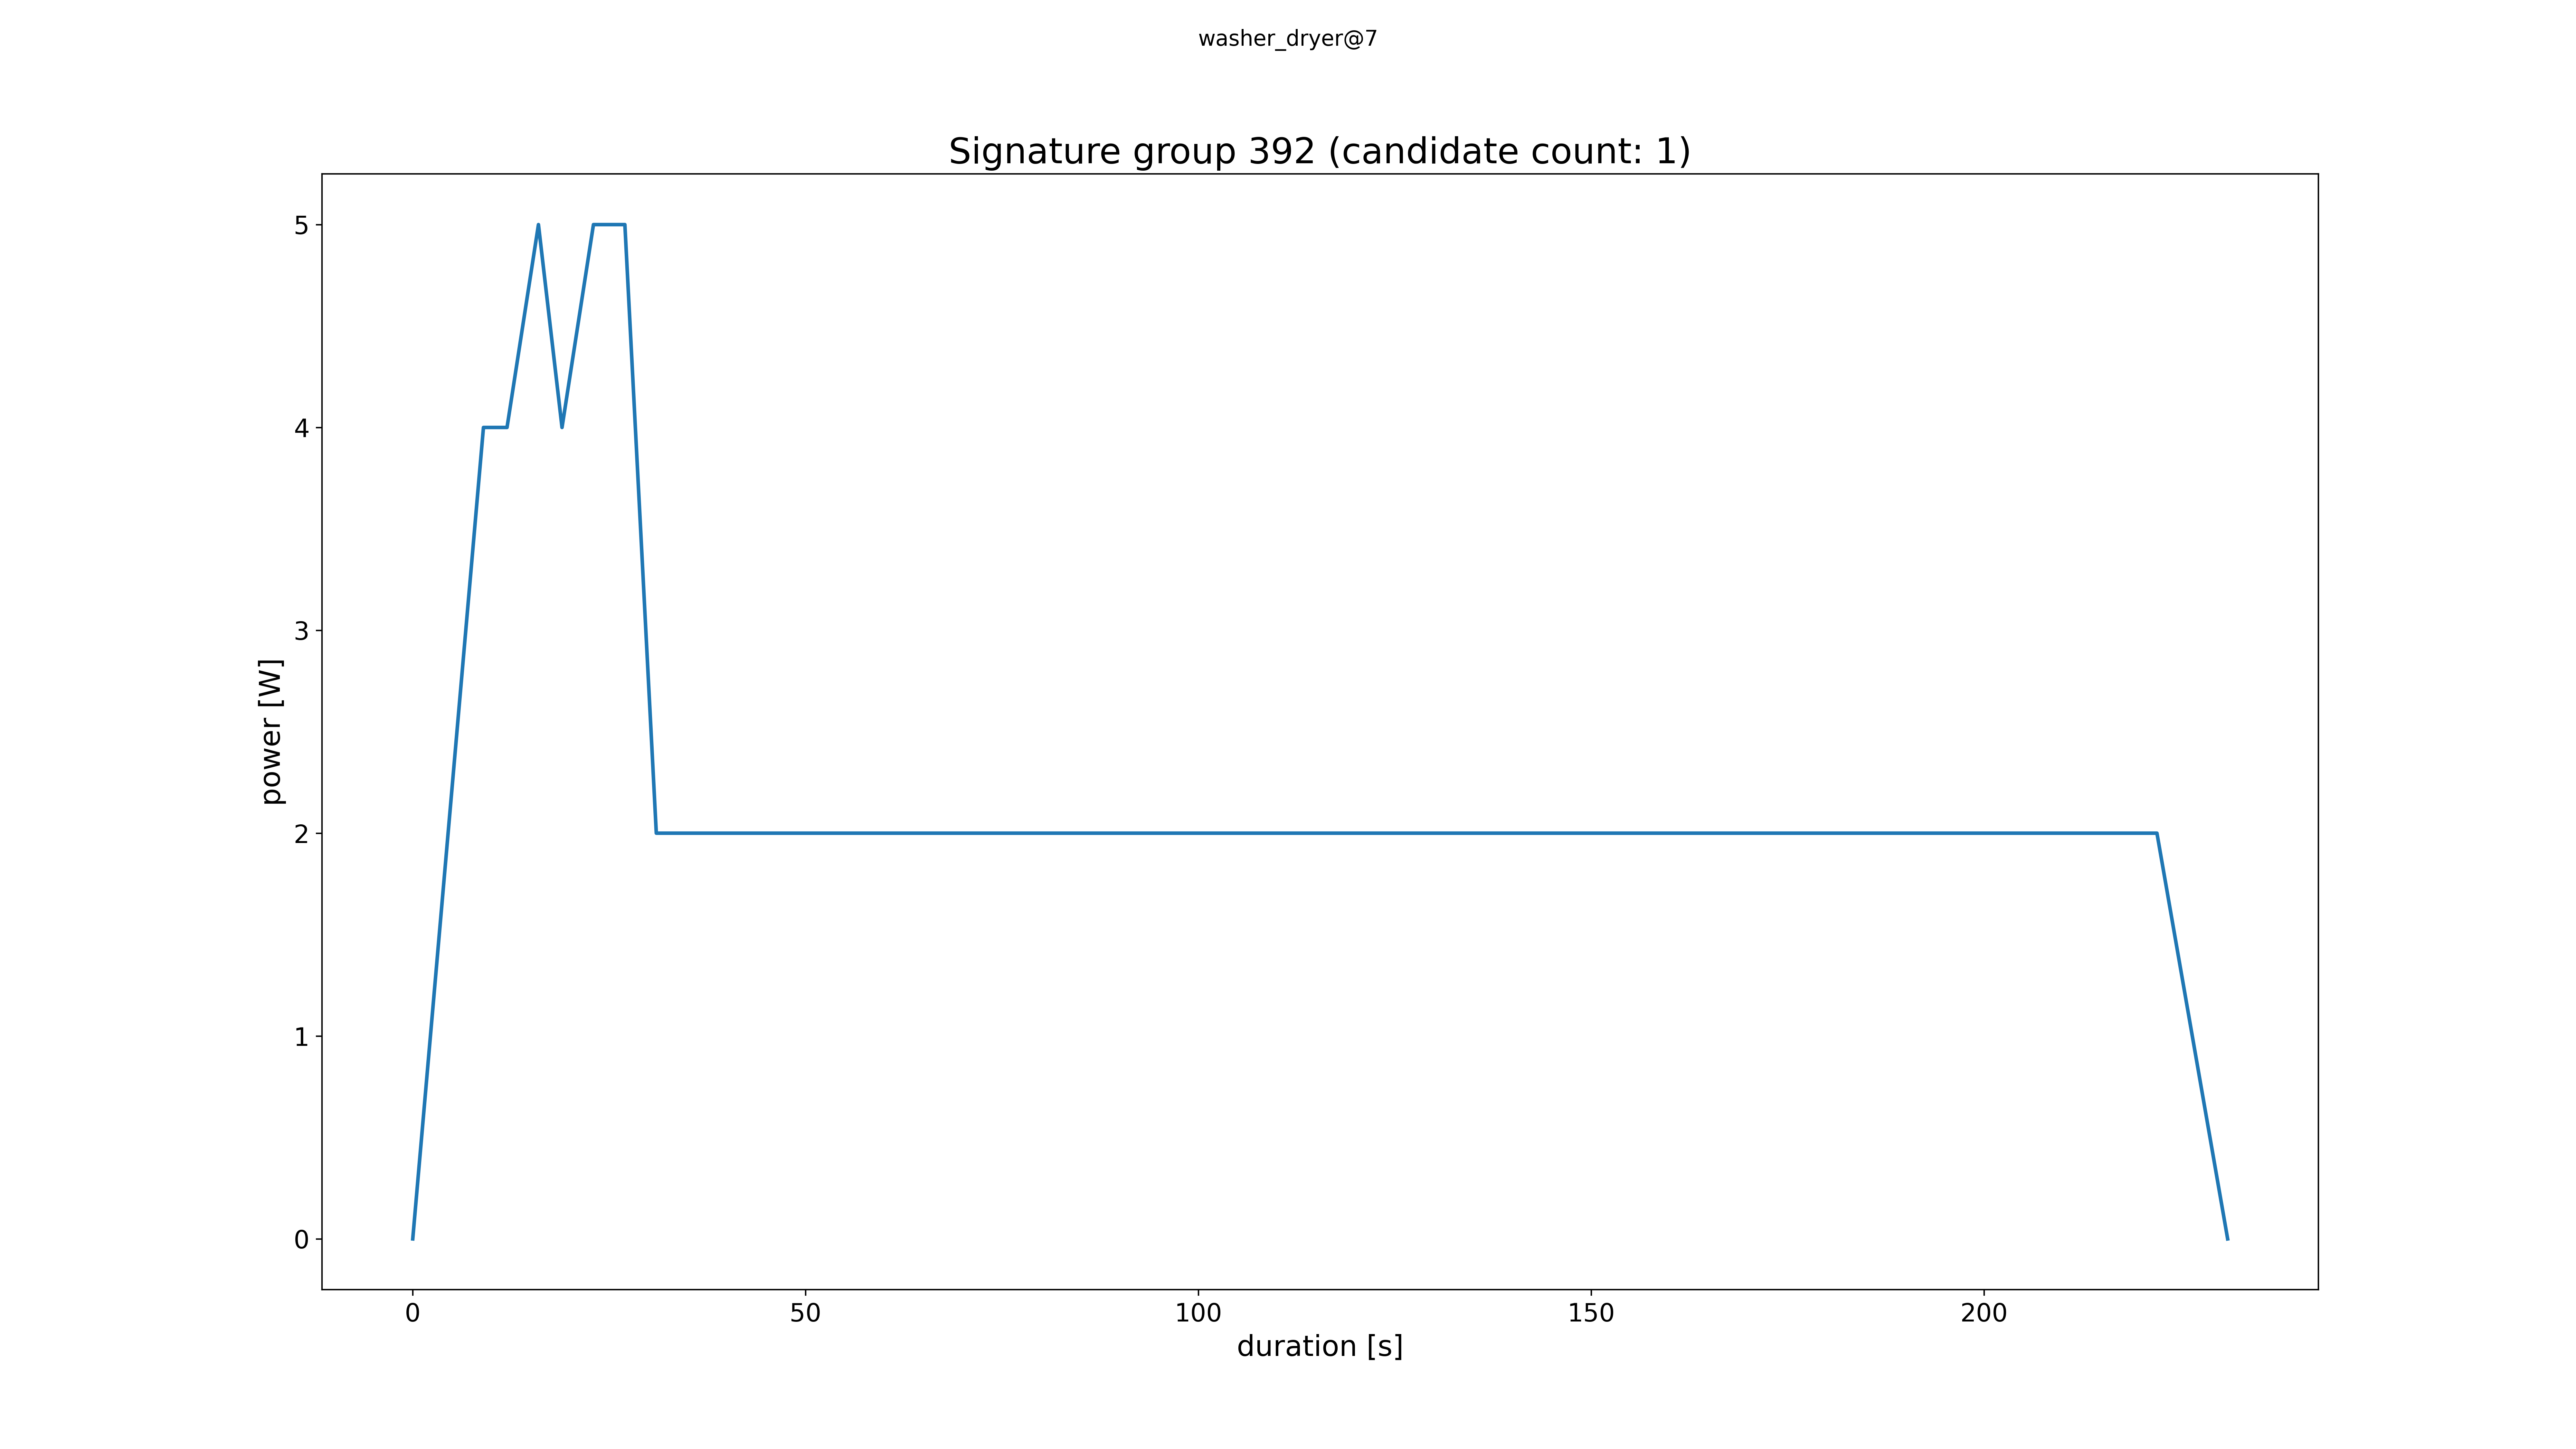 washer_dryer@7
Signature group 392 (candidate count: 1)
5
4
3
2
1
0
power [W]
0 50 100 150 200
duration [s]